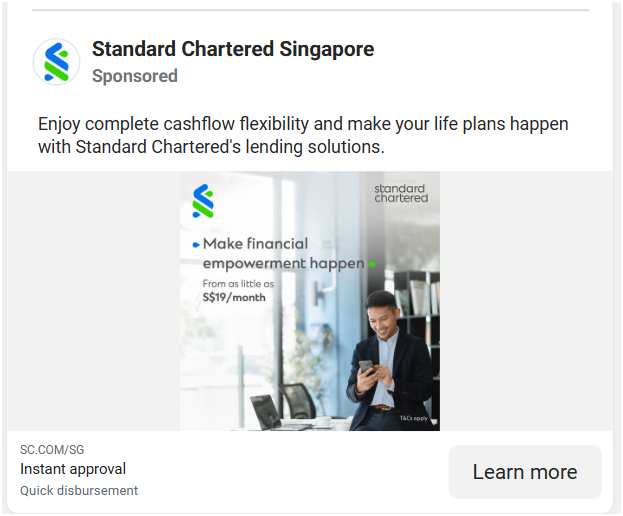 Standard Chartered Singapore
Sponsored
Enjoy complete cashflow flexibility and make your life plans happen
with Standard Chartered's lending solutions.
standard
chartered
Make financial
empowerment happen
From as little as
S$19/month
T&Cs apply
SC.COM/SG
Instant approval
Quick disbursement
Learn more